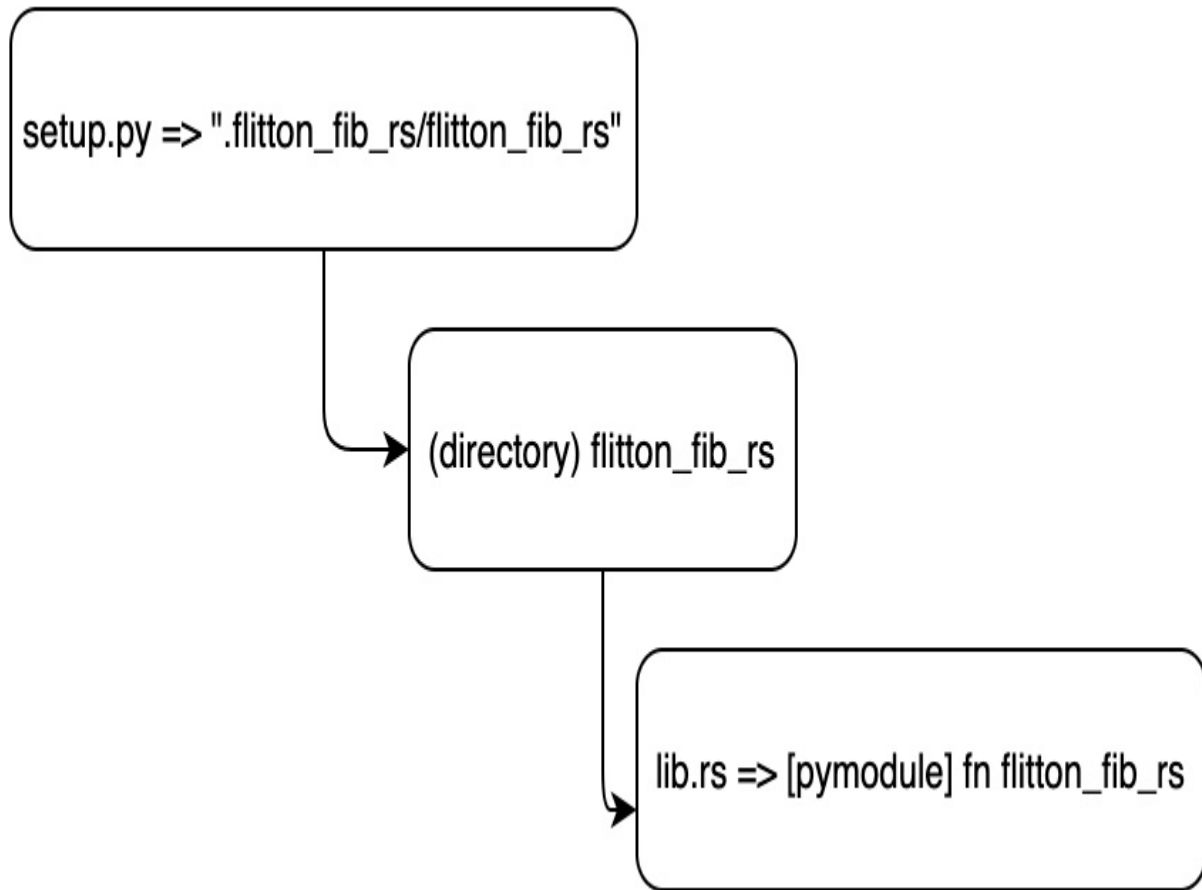 setup.py => ".flitton_fib_rs/flitton_fib_rs"
(directory) flitton_fib_rs
lib.rs => [pymodule] fn flitton_fib_rs